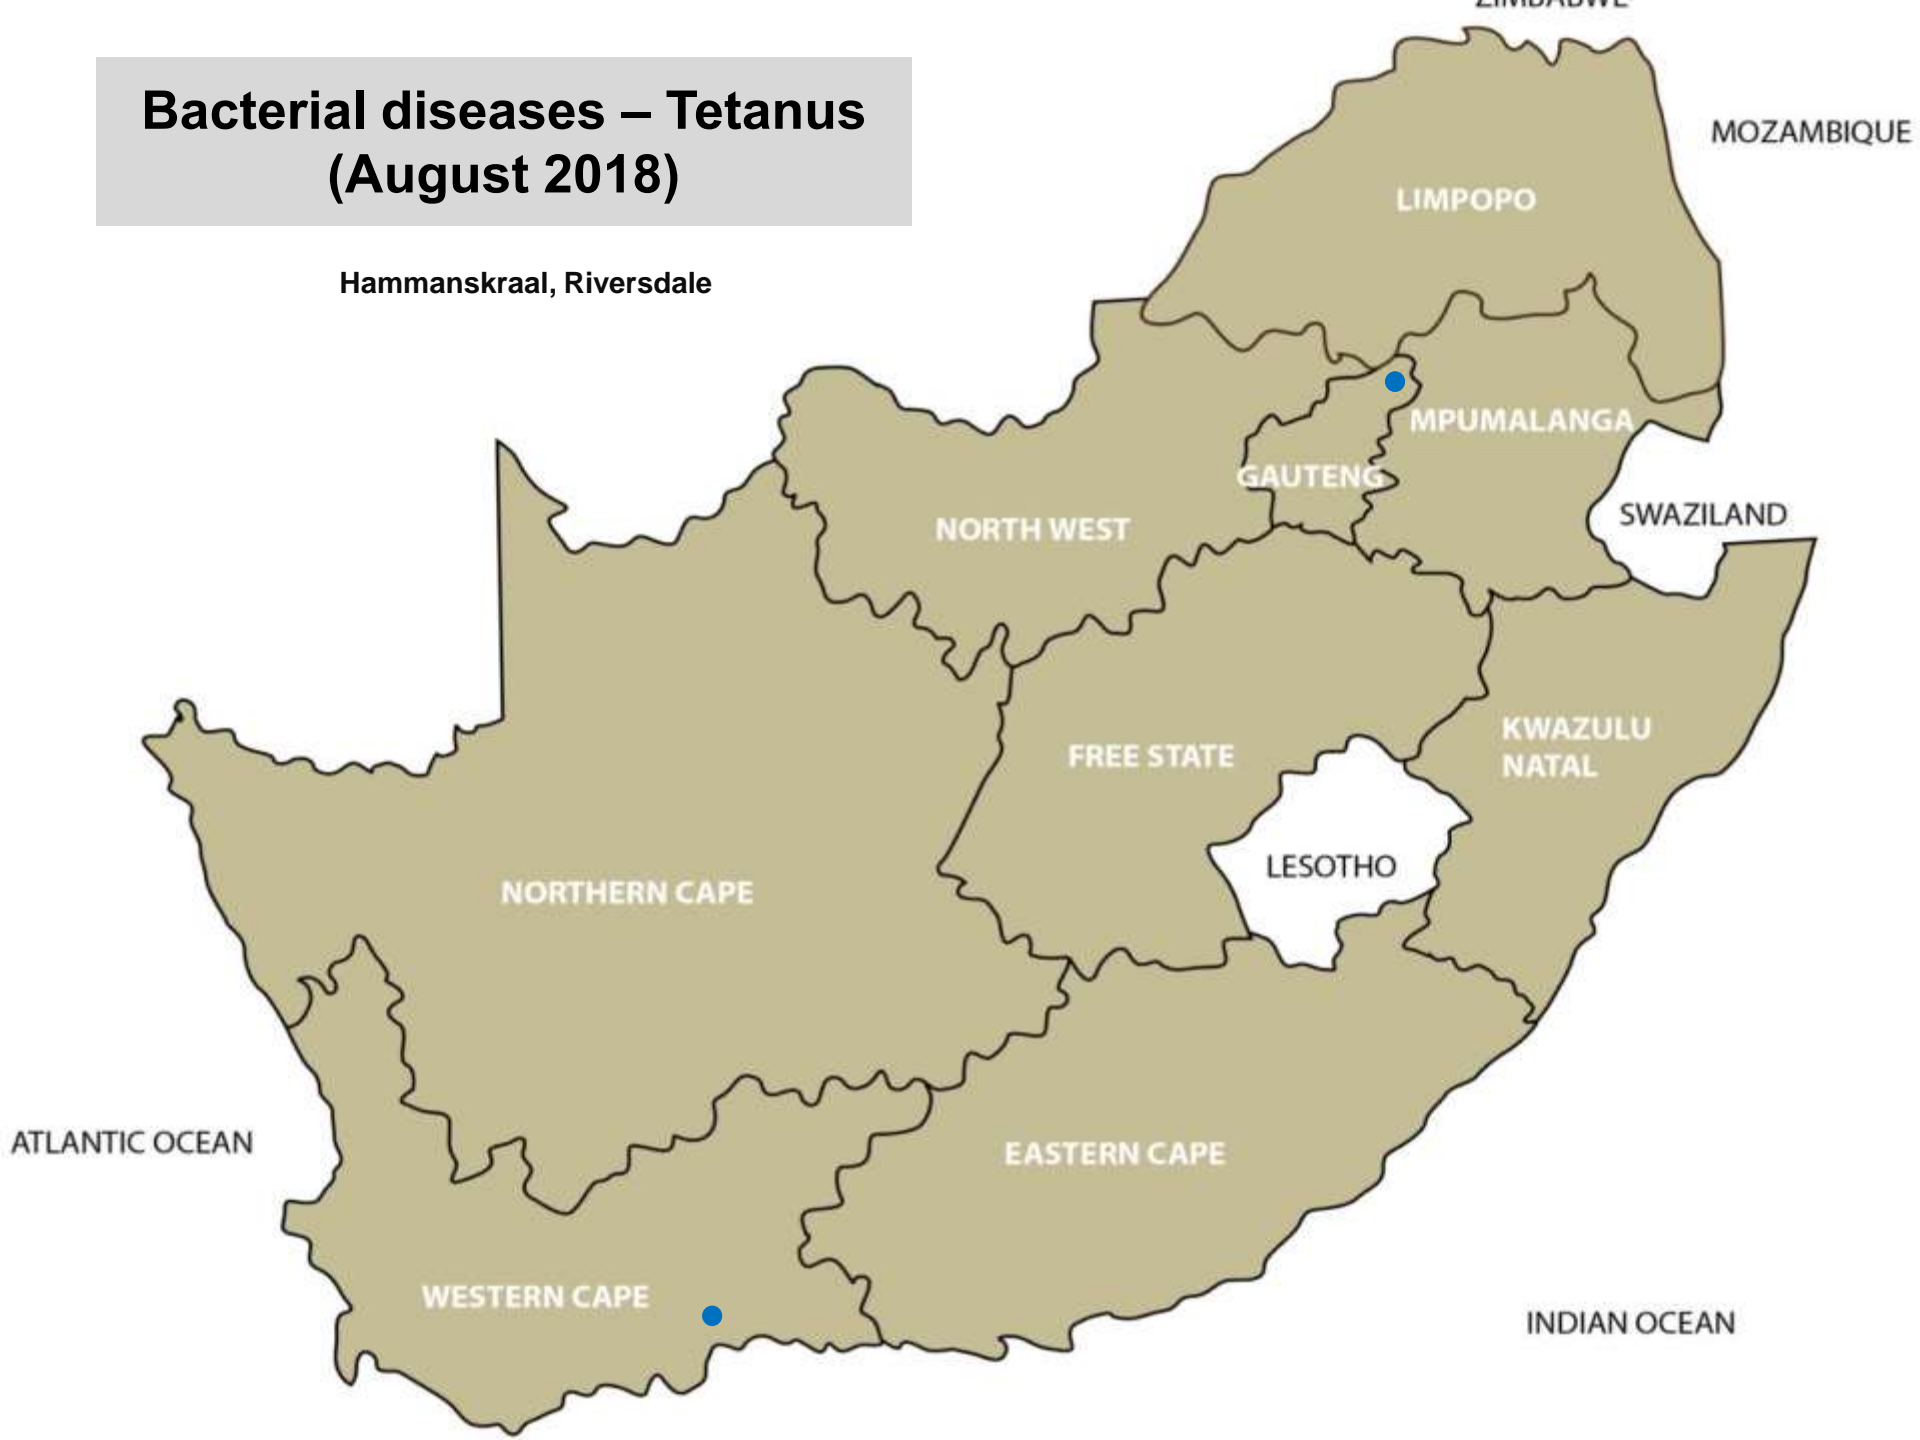 Bacterial diseases – Tetanus
(August 2018)
Hammanskraal, Riversdale
ZIMBABWE
MOZAMBIQUE
LIMPOPO
MPUMALANGA
GAUTENG
SWAZILAND
NORTH WEST
KWAZULU
NATAL
FREE STATE
LESOTHO
NORTHERN CAPE
ATLANTIC OCEAN
EASTERN CAPE
WESTERN CAPE
INDIAN OCEAN